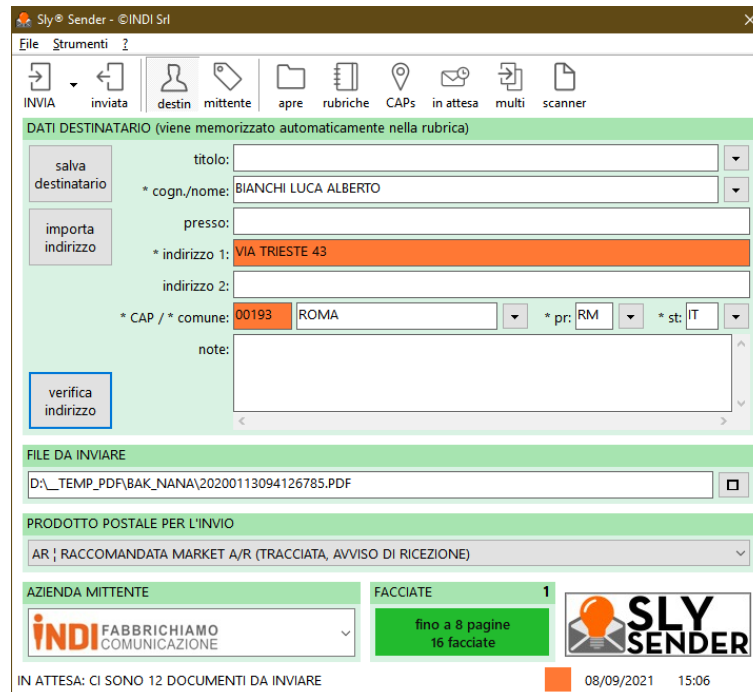 Sly® Sender - ©INDI Srl
File Strumenti ?
INVIA inviata destin mittente apre rubriche CAPs in attesa multi scanner
DATI DESTINATARIO (viene memorizzato automaticamente nella rubrica)
salva
destinatario
titolo:
* cogn./nome: BIANCHI LUCA ALBERTO
importa
indirizzo
presso:
* indirizzo 1: VIA TRIESTE 43
indirizzo 2:
* CAP / * comune: 00193 ROMA * pr: RM * st: IT
note:
verifica
indirizzo
FILE DA INVIARE
D:\_TEMP_PDF\BAK_NANA\20200113094126785.PDF
PRODOTTO POSTALE PER L'INVIO
AR ¦ RACCOMANDATA MARKET A/R (TRACCIATA, AVVISO DI RICEZIONE)
AZIENDA MITTENTE
FACCIATE 1
INDI FABBRICHIAMO
COMUNICAZIONE
fino a 8 pagine
16 facciate
SLY
SENDER
IN ATTESA: CI SONO 12 DOCUMENTI DA INVIARE
08/09/2021 15:06